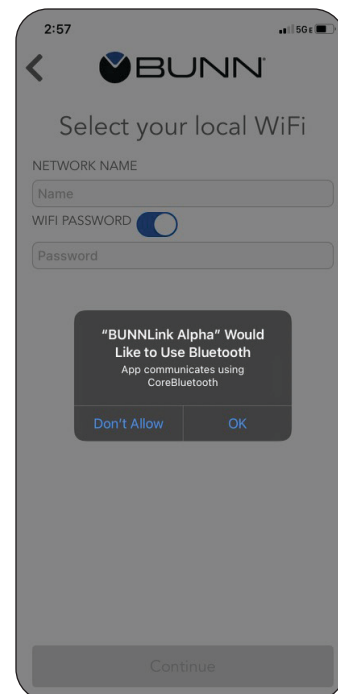 2:57 5GE
BUNN
Select your local WiFi
NETWORK NAME
Name
WIFI PASSWORD
Password
"BUNNLink Alpha" Would
Like to Use Bluetooth
App communicates using
CoreBluetooth
Don't Allow OK
Continue